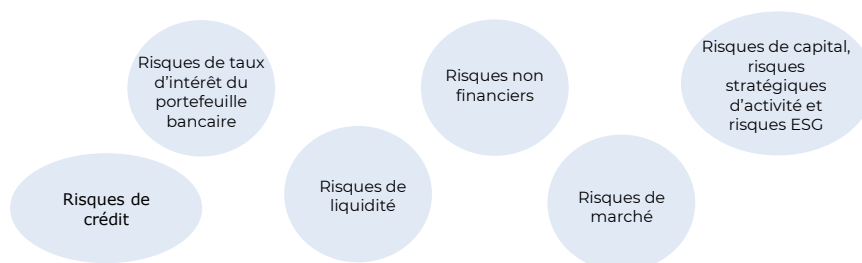 Risques de taux
d’intérêt du
portefeuille
bancaire
Risques non
financiers
Risques de capital,
risques
stratégiques
d’activité et
risques ESG
Risques de
crédit
Risques de
liquidité
Risques de
marché